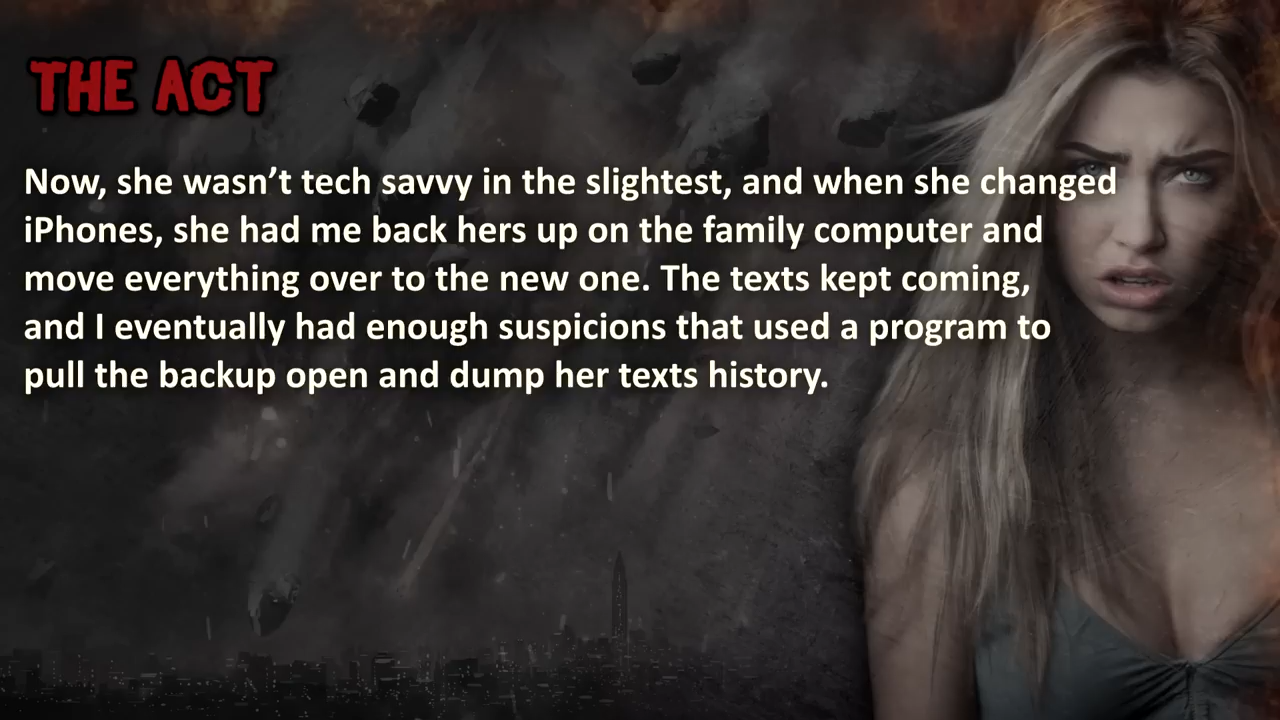 THE ACT
Now, she wasn’t tech savvy in the slightest, and when she changed
iPhones, she had me back hers up on the family computer and
move everything over to the new one. The texts kept coming,
and I eventually had enough suspicions that used a program to
pull the backup open and dump her texts history.